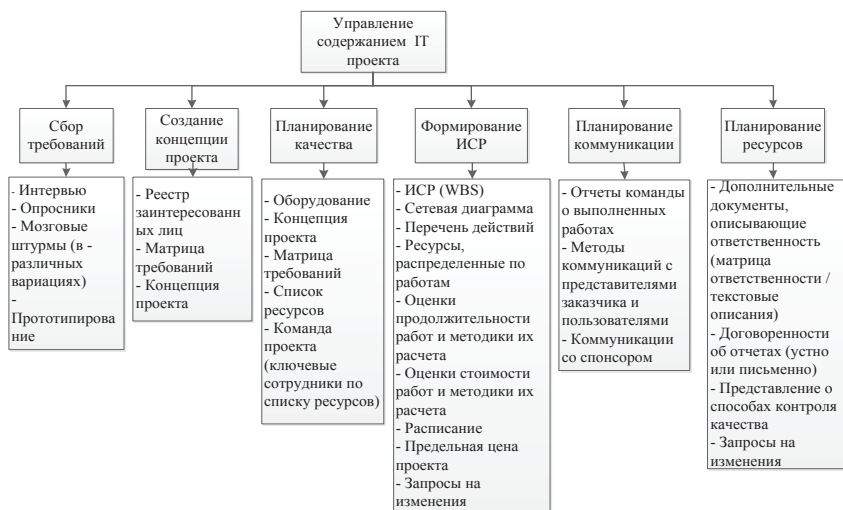 Управление
содержанием IT
проекта
Сбор
требований
Создание
концепции
проекта
Планирование
качества
Формирование
ИСР
Планирование
коммуникации
Планирование
ресурсов
- Интервью
- Опросники
- Мозговые
штурмы (в -
различных
вариациях)
-
Прототипирова
ние
- Реестр
заинтересованн
ых лиц
- Матрица
требований
- Концепция
проекта
- Оборудование
- Концепция
проекта
- Матрица
требований
- Список
ресурсов
- Команда
проекта
(ключевые
сотрудники по
списку ресурсов)
- ИСР (WBS)
- Сетевая диаграмма
- Перечень действий
- Ресурсы,
распределенные по
работам
- Оценки
продолжительности
работ и методики их
расчета
- Оценки стоимости
работ и методики их
расчета
- Расписание
- Предельная цена
проекта
- Запросы на
изменения
- Отчеты команды
о выполненных
работах
- Методы
коммуникаций с
представителями
заказчика и
пользователями
- Коммуникации
со спонсором
- Дополнительные
документы,
описывающие
ответственность
(матрица
ответственности /
текстовые
описания)
- Договоренности
об отчетах (устно
или письменно)
- Представление о
способах контроля
качества
- Запросы на
изменения